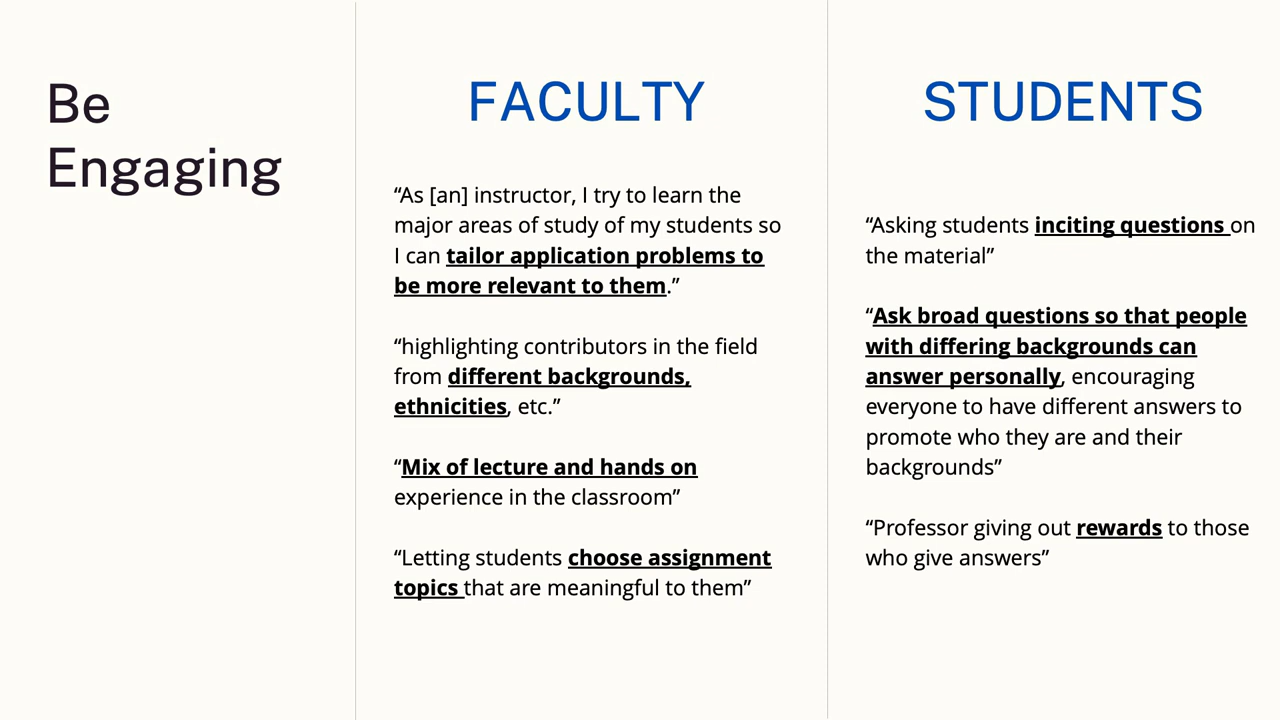 Be
Engaging
FACULTY
“As [an] instructor, I try to learn the
major areas of study of my students so
I can tailor application problems to
be more relevant to them.”
“highlighting contributors in the field
from different backgrounds,
ethnicities, etc.”
“Mix of lecture and hands on
experience in the classroom”
“Letting students choose assignment
topics that are meaningful to them”
STUDENTS
“Asking students inciting questions on
the material”
“Ask broad questions so that people
with differing backgrounds can
answer personally, encouraging
everyone to have different answers to
promote who they are and their
backgrounds”
“Professor giving out rewards to those
who give answers”